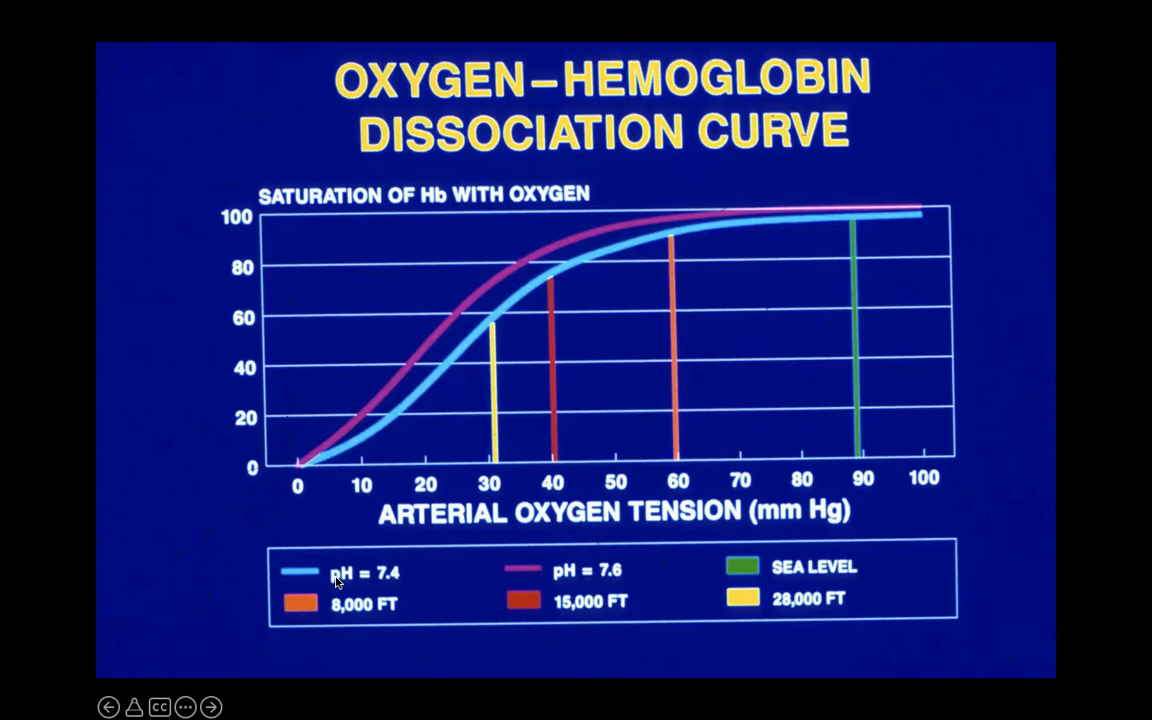 OXYGEN–HEMOGLOBIN
DISSOCIATION CURVE
SATURATION OF Hb WITH OXYGEN
100
80
60
40
20
0
0 10 20 30 40 50 60 70 80 90 100
ARTERIAL OXYGEN TENSION (mm Hg)
pH = 7.4 pH = 7.6 SEA LEVEL
8,000 FT 15,000 FT 28,000 FT
CC